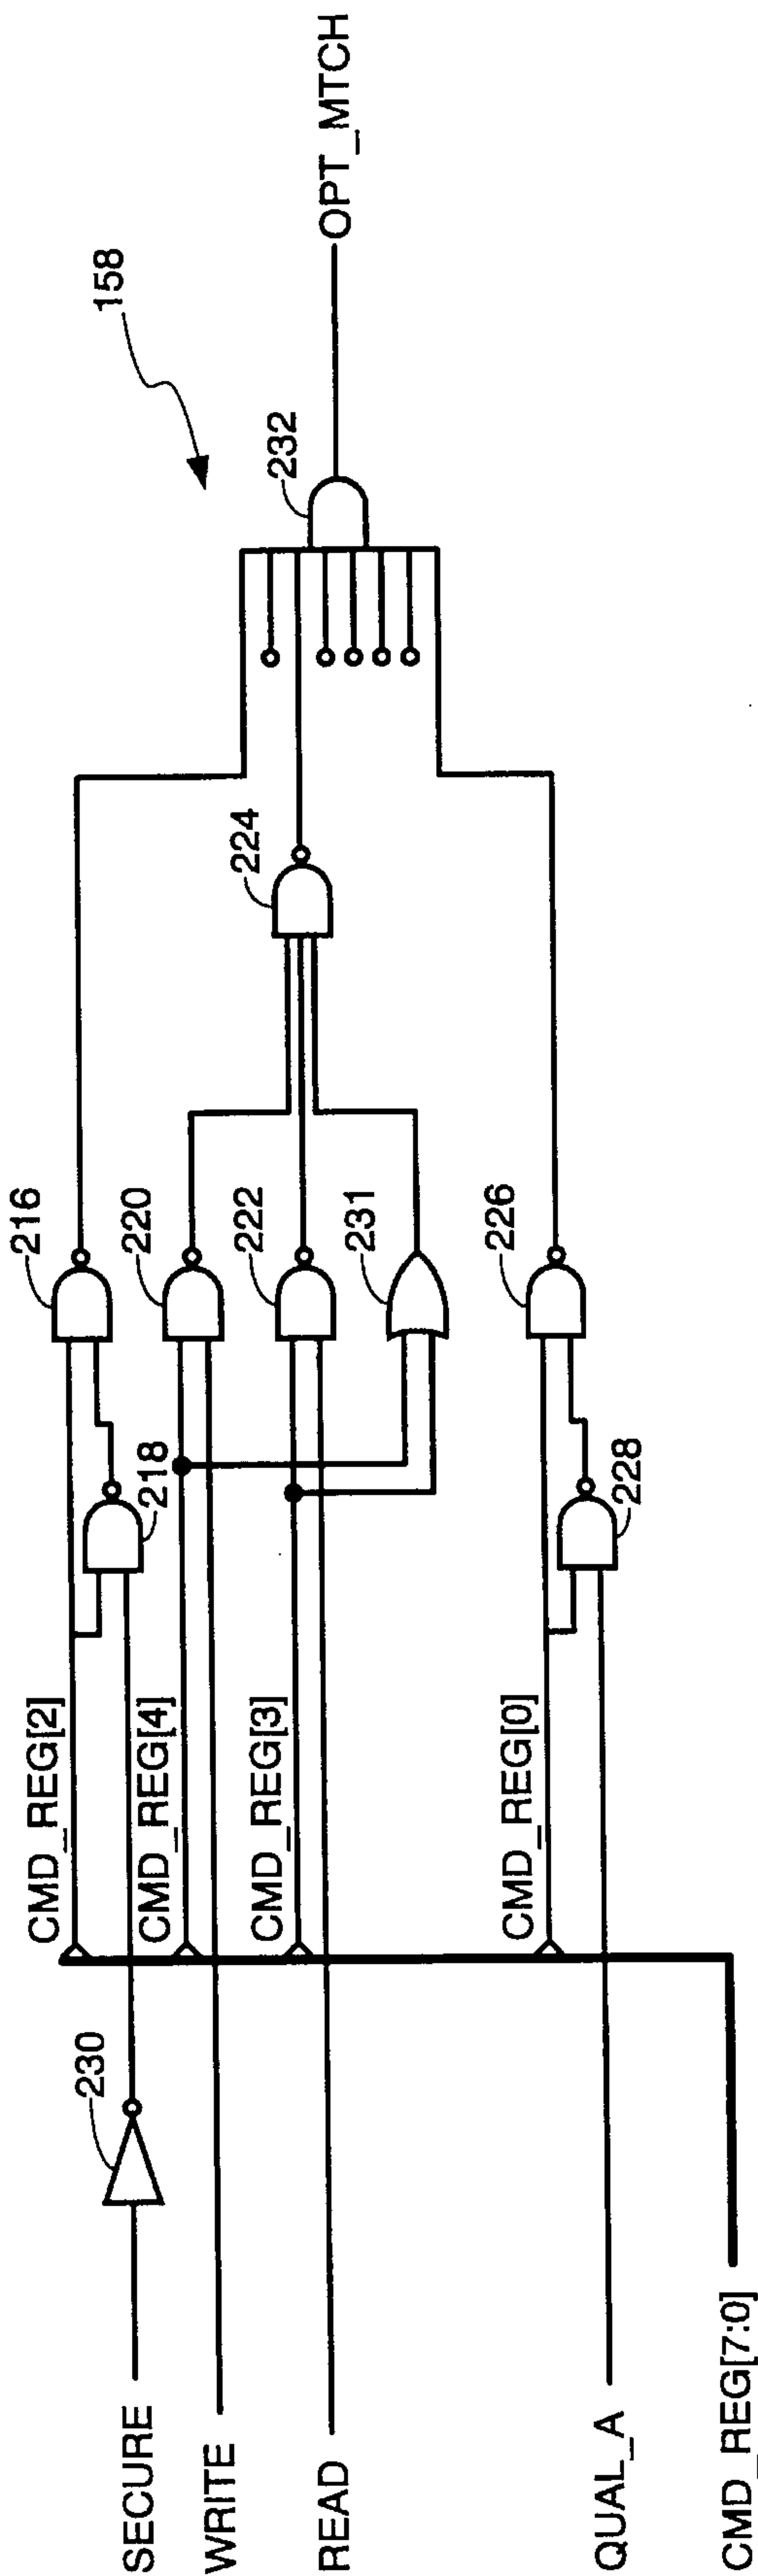 158
OPT_MTCH
232
224
216
220
222
231
226
218
228
CMD_REG[2]
CMD_REG[4]
CMD_REG[3]
CMD_REG[0]
230
SECURE
WRITE
READ
QUAL_A
CMD_REG[7:0]